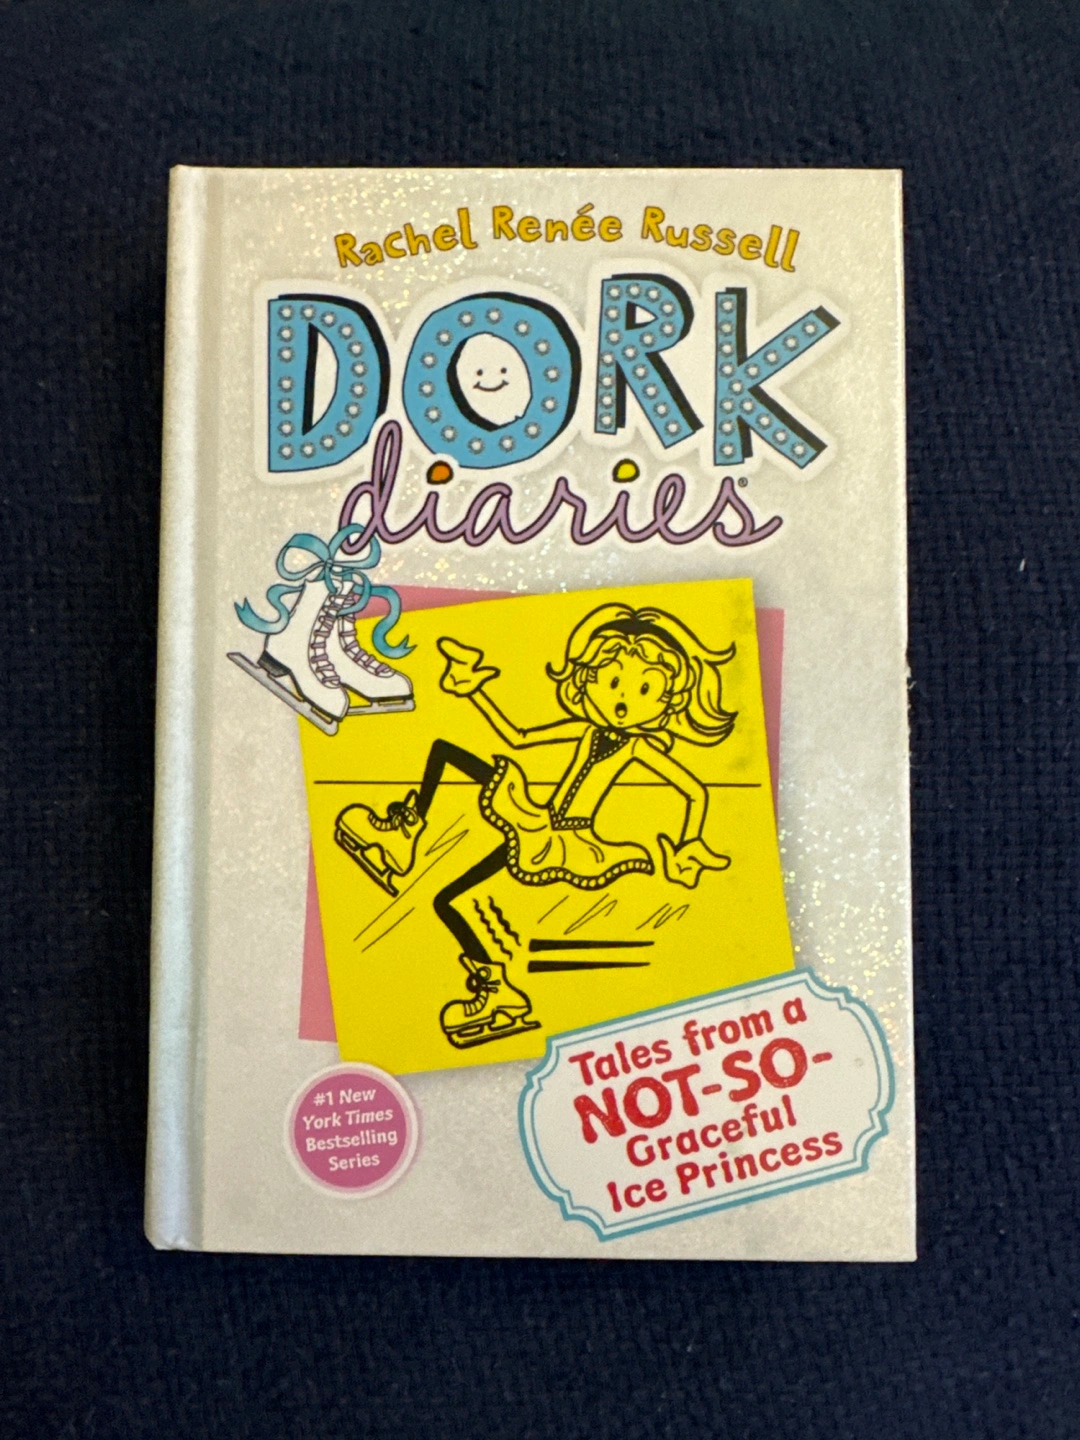 Rachel Renée Russell
DORK
diaries®
Tales from a
NOT-SO-
Graceful
Ice Princess
#1 New
York Times
Bestselling
Series